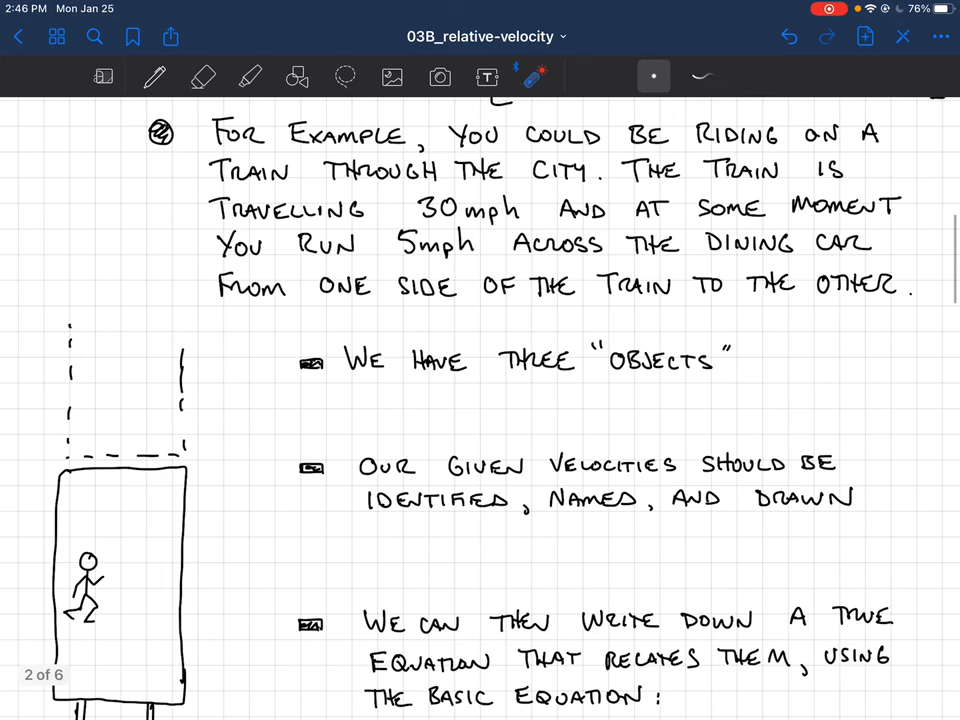 2:46 PM Mon Jan 25
76%
03B_relative-velocity
T
FOR EXAMPLE, YOU COULD BE RIDING ON A
TRAIN THROUGH THE CITY. THE TRAIN IS
TRAVELLING 30mph AND AT SOME MOMENT
YOU RUN 5mph ACROSS THE DINING CAR
FROM ONE SIDE OF THE TRAIN TO THE OTHER.
WE HAVE THREE "OBJECTS"
OUR GIVEN VELOCITIES SHOULD BE
IDENTIFIED, NAMED, AND DRAWN
WE CAN THEN WRITE DOWN A TRUE
EQUATION THAT RELATES THEM, USING
THE BASIC EQUATION:
2 of 6